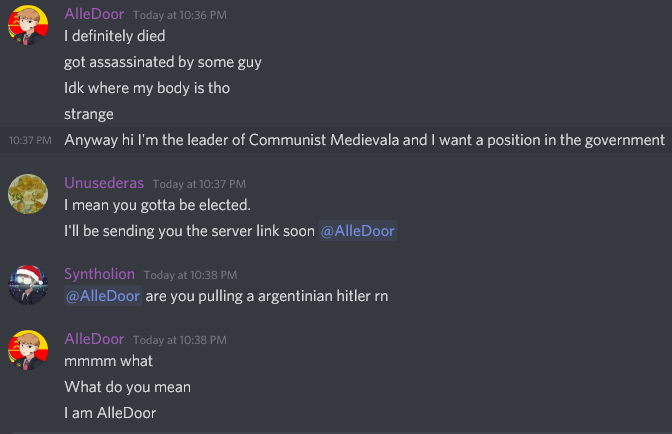 AlleDoor Today at 10:36 PM
I definitely died
got assassinated by some guy
Idk where my body is tho
strange
10:37 PM Anyway hi I'm the leader of Communist Medievala and I want a position in the government
Unusederas Today at 10:37 PM
I mean you gotta be elected.
I'll be sending you the server link soon @AlleDoor
Syntholion Today at 10:38 PM
@AlleDoor are you pulling a argentinian hitler rn
AlleDoor Today at 10:38 PM
mmmm what
What do you mean
I am AlleDoor